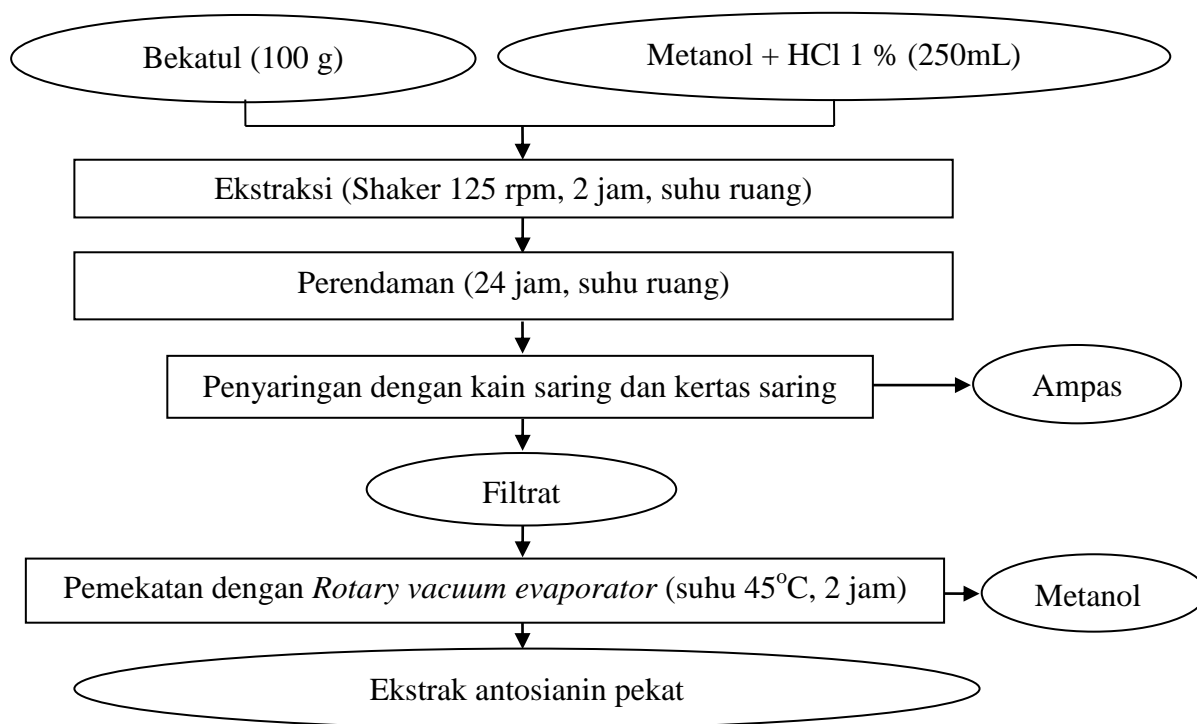 Bekatul (100 g)
Metanol + HCl 1 % (250mL)
Ekstraksi (Shaker 125 rpm, 2 jam, suhu ruang)
Perendaman (24 jam, suhu ruang)
Penyaringan dengan kain saring dan kertas saring
Ampas
Filtrat
Pemekatan dengan Rotary vacuum evaporator (suhu 45°C, 2 jam)
Metanol
Ekstrak antosianin pekat